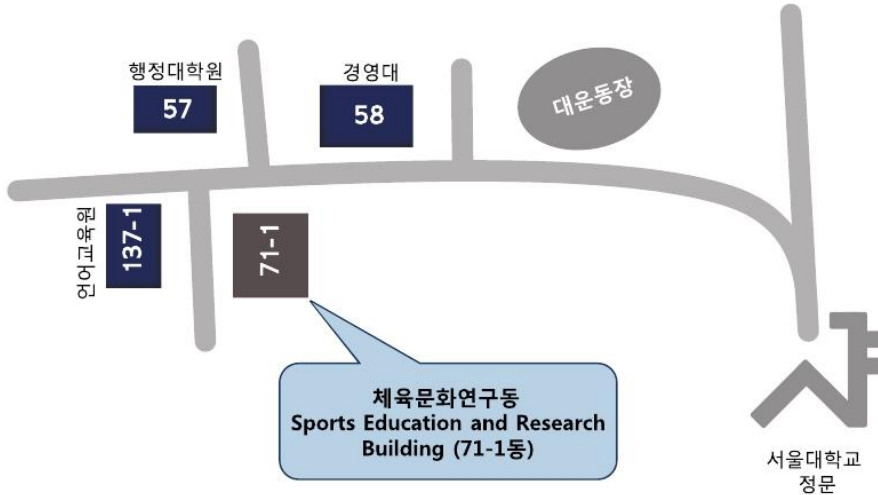 행정대학원
57
경영대
58
대운동장
언어교육원
137-1
71-1
체육문화연구동
Sports Education and Research
Building (71-1동)
샤
서울대학교
정문